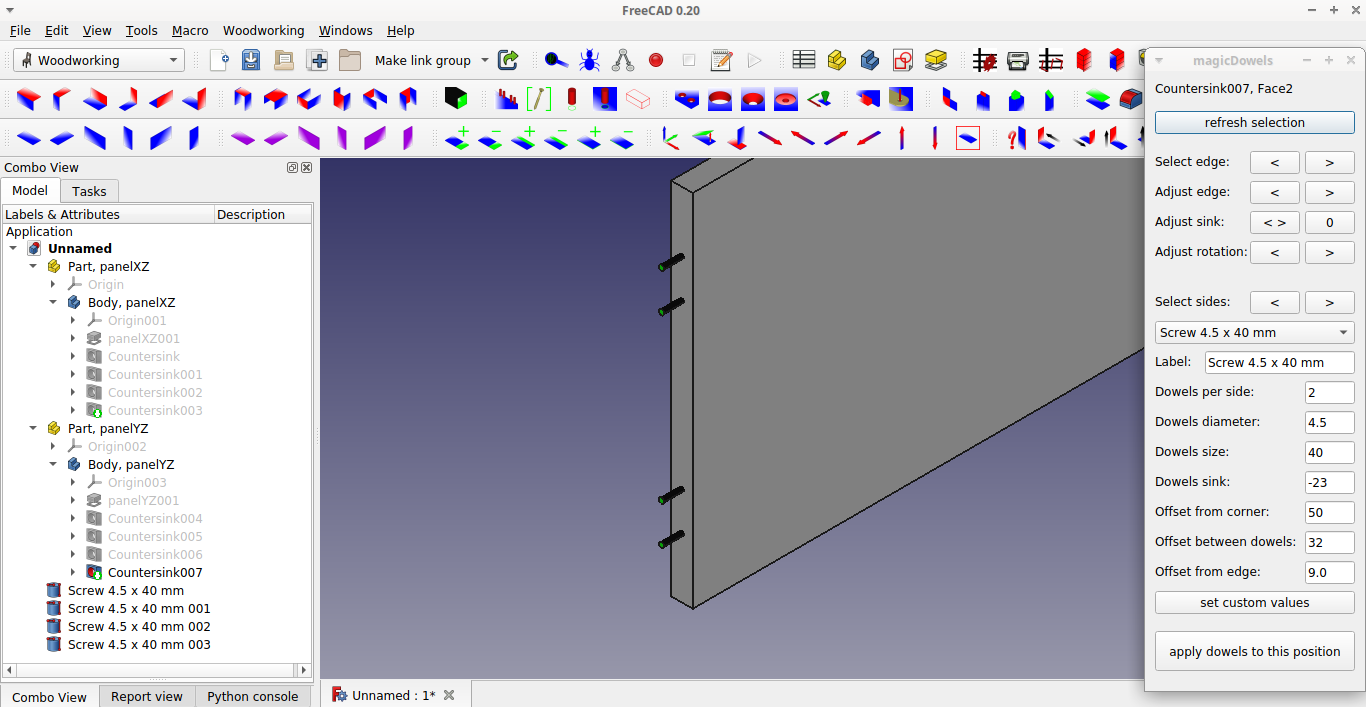 FreeCAD 0.20
File Edit View Tools Macro Woodworking Windows Help
Woodworking
Make link group
Combo View
Model Tasks
Labels & Attributes Description
Application
Unnamed
Part, panelXZ
Origin
Body, panelXZ
Origin001
panelXZ001
Countersink
Countersink001
Countersink002
Countersink003
Part, panelYZ
Origin002
Body, panelYZ
Origin003
panelYZ001
Countersink004
Countersink005
Countersink006
Countersink007
Screw 4.5 x 40 mm
Screw 4.5 x 40 mm 001
Screw 4.5 x 40 mm 002
Screw 4.5 x 40 mm 003
Combo View Report view Python console
Unnamed : 1*
magicDowels
Countersink007, Face2
refresh selection
Select edge: < >
Adjust edge: < >
Adjust sink: < > 0
Adjust rotation: < >
Select sides: < >
Screw 4.5 x 40 mm
Label: Screw 4.5 x 40 mm
Dowels per side: 2
Dowels diameter: 4.5
Dowels size: 40
Dowels sink: -23
Offset from corner: 50
Offset between dowels: 32
Offset from edge: 9.0
set custom values
apply dowels to this position